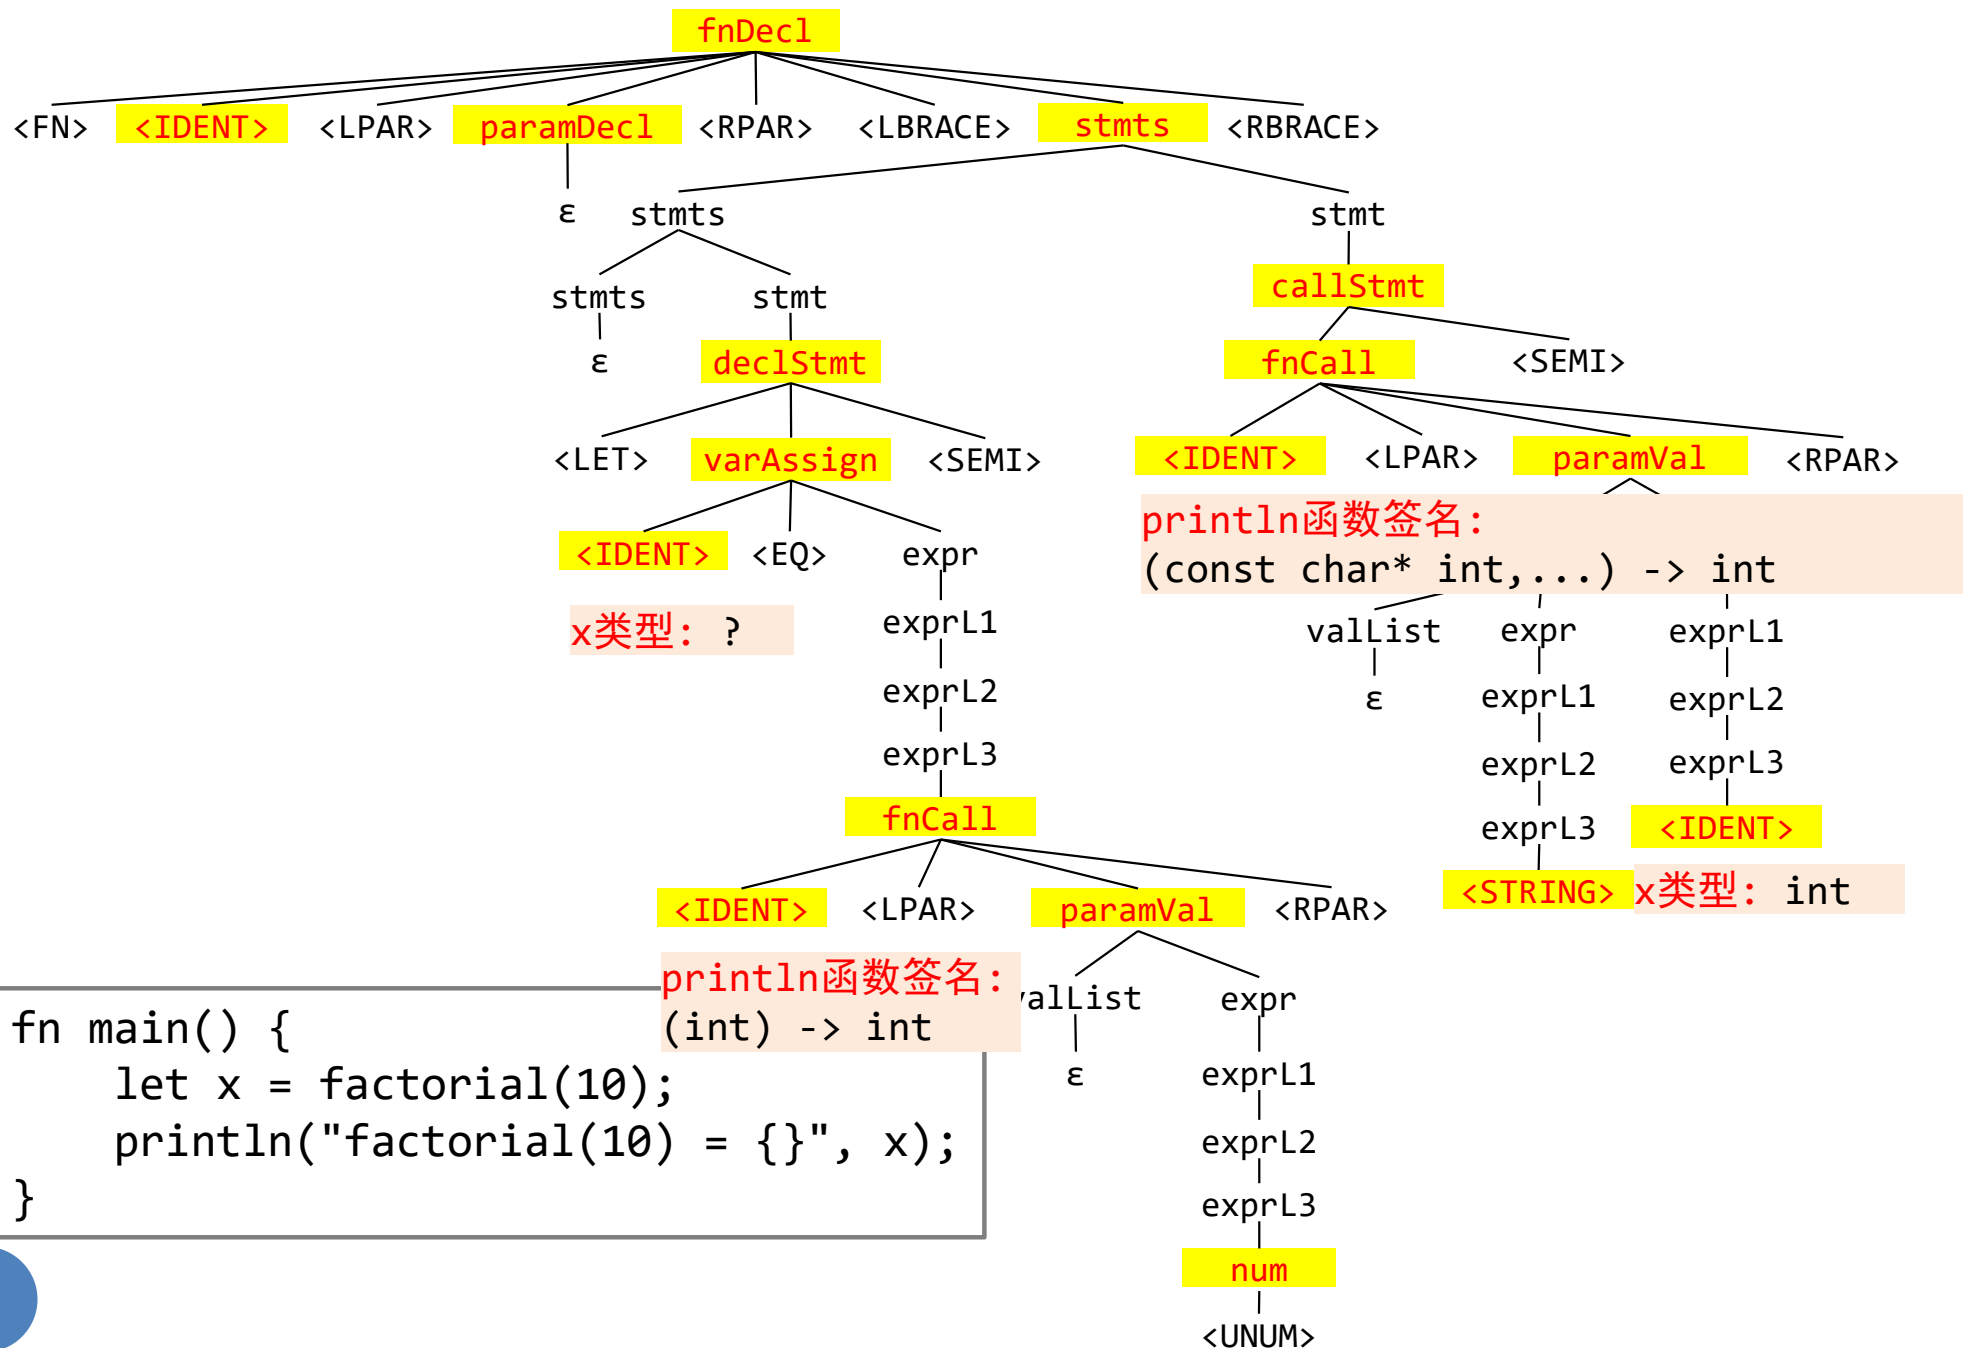 fnDecl
<FN> <IDENT> <LPAR> paramDecl <RPAR> <LBRACE> stmts <RBRACE>
ε stmts stmt
stmts stmt callStmt
ε declStmt fnCall <SEMI>
<LET> varAssign <SEMI> <IDENT> <LPAR> paramVal <RPAR>
println函数签名:
(const char* int,...) -> int
<IDENT> <EQ> expr
x类型: ?
exprL1 valList expr exprL1
exprL2 ε exprL1 exprL2
exprL3 exprL2 exprL3
fnCall exprL3 <IDENT>
<IDENT> <LPAR> paramVal <RPAR> <STRING> x类型: int
println函数签名:
(int) -> int
valList expr
ε exprL1
exprL2
exprL3
num
<UNUM>
fn main() {
    let x = factorial(10);
    println("factorial(10) = {}", x);
}